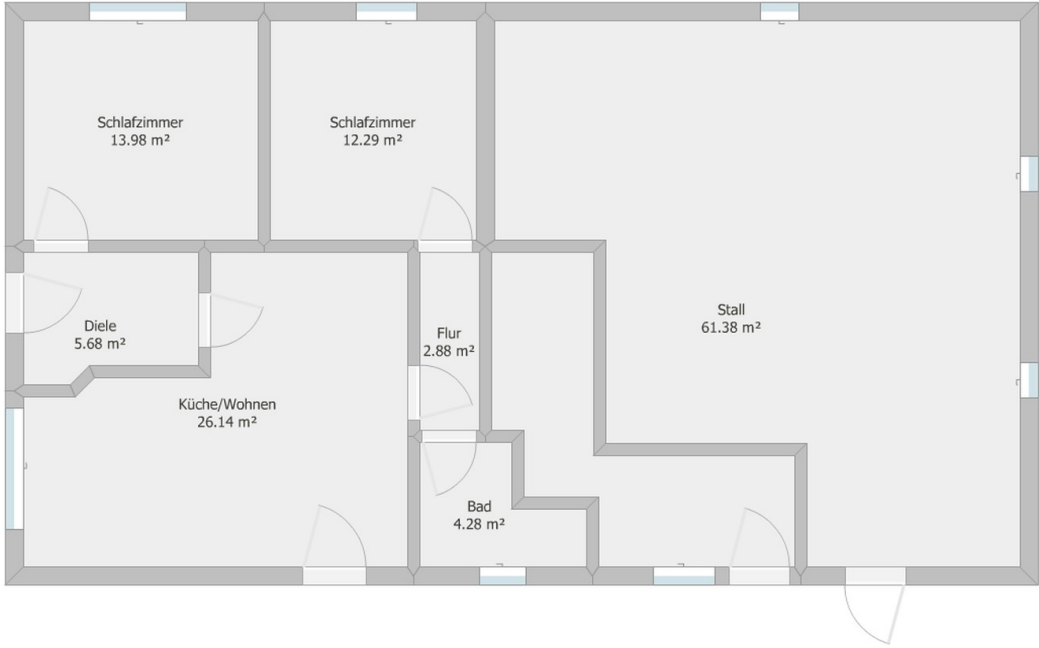 Schlafzimmer
13.98 m²
Schlafzimmer
12.29 m²
Diele
5.68 m²
Flur
2.88 m²
Stall
61.38 m²
Küche/Wohnen
26.14 m²
Bad
4.28 m²